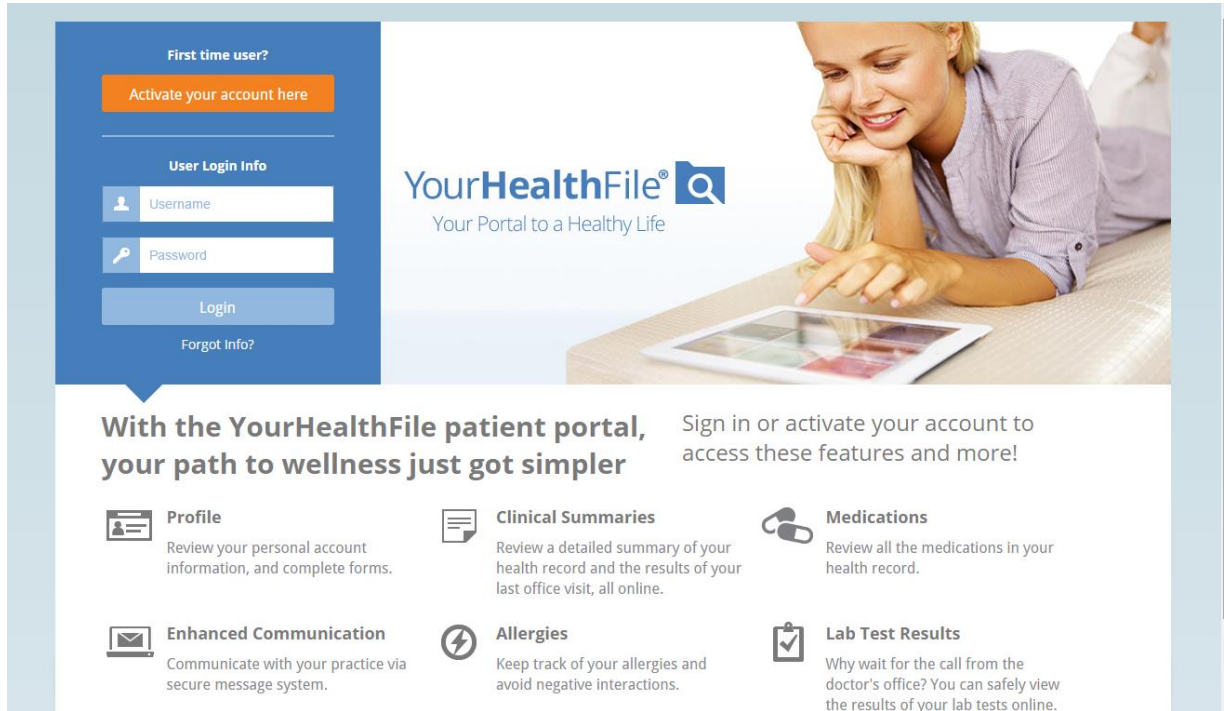 First time user?
Activate your account here
User Login Info
Username
Password
Login
Forgot Info?
YourHealthFile®
Your Portal to a Healthy Life
With the YourHealthFile patient portal,
your path to wellness just got simpler
Sign in or activate your account to
access these features and more!
Profile
Review your personal account
information, and complete forms.
Clinical Summaries
Review a detailed summary of your
health record and the results of your
last office visit, all online.
Medications
Review all the medications in your
health record.
Enhanced Communication
Communicate with your practice via
secure message system.
Allergies
Keep track of your allergies and
avoid negative interactions.
Lab Test Results
Why wait for the call from the
doctor's office? You can safely view
the results of your lab tests online.